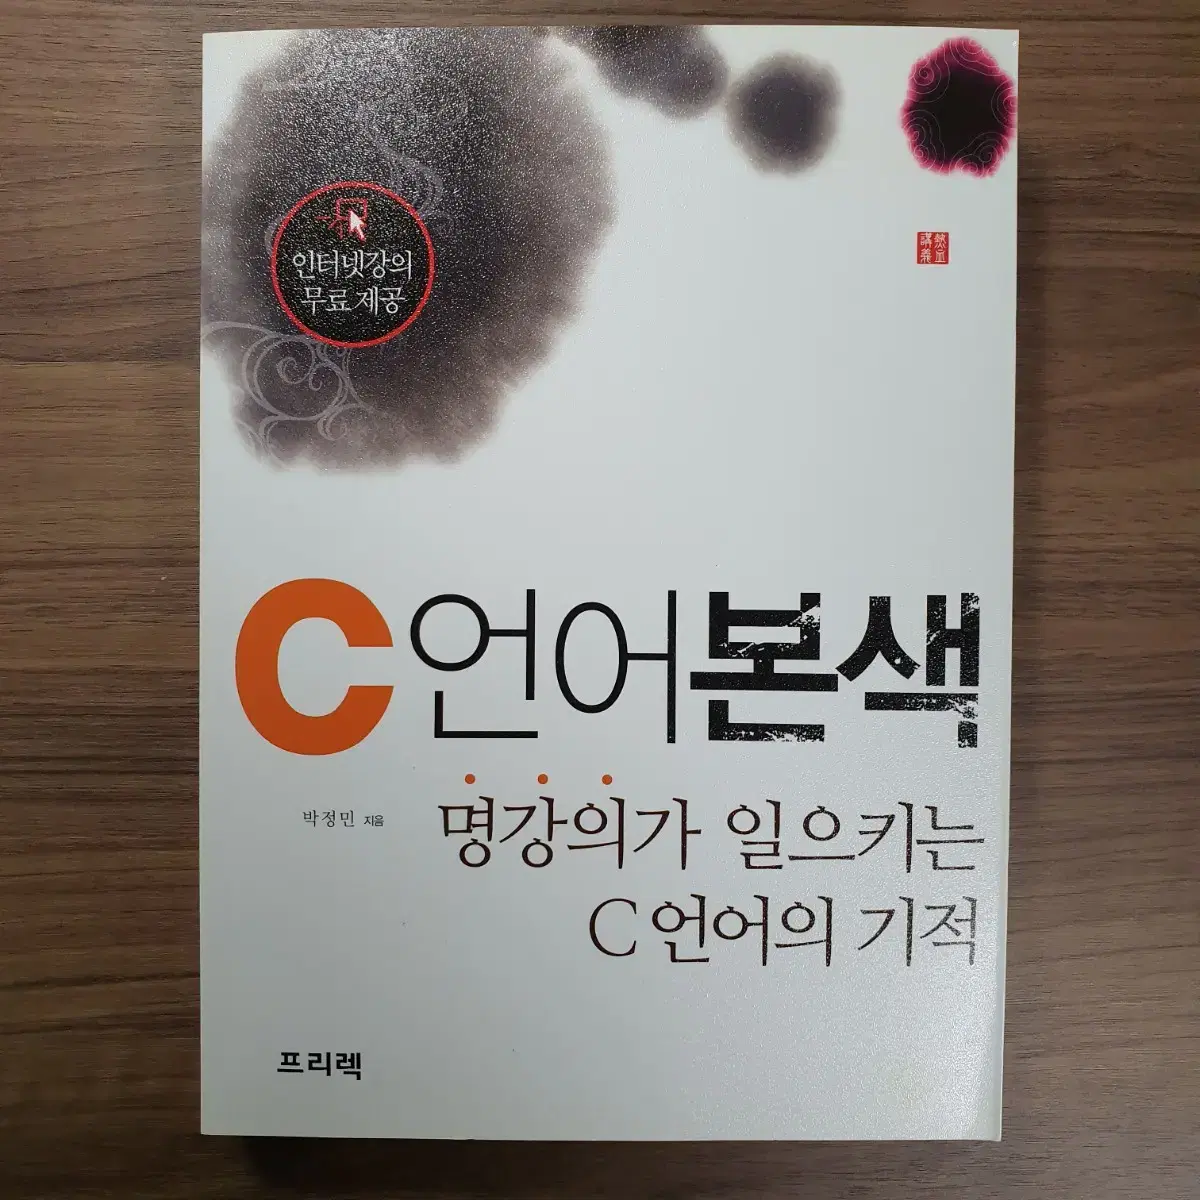 인터넷강의
무료 제공
C언어본색
박정민 지음
명강의가 일으키는
C언어의 기적
프리렉